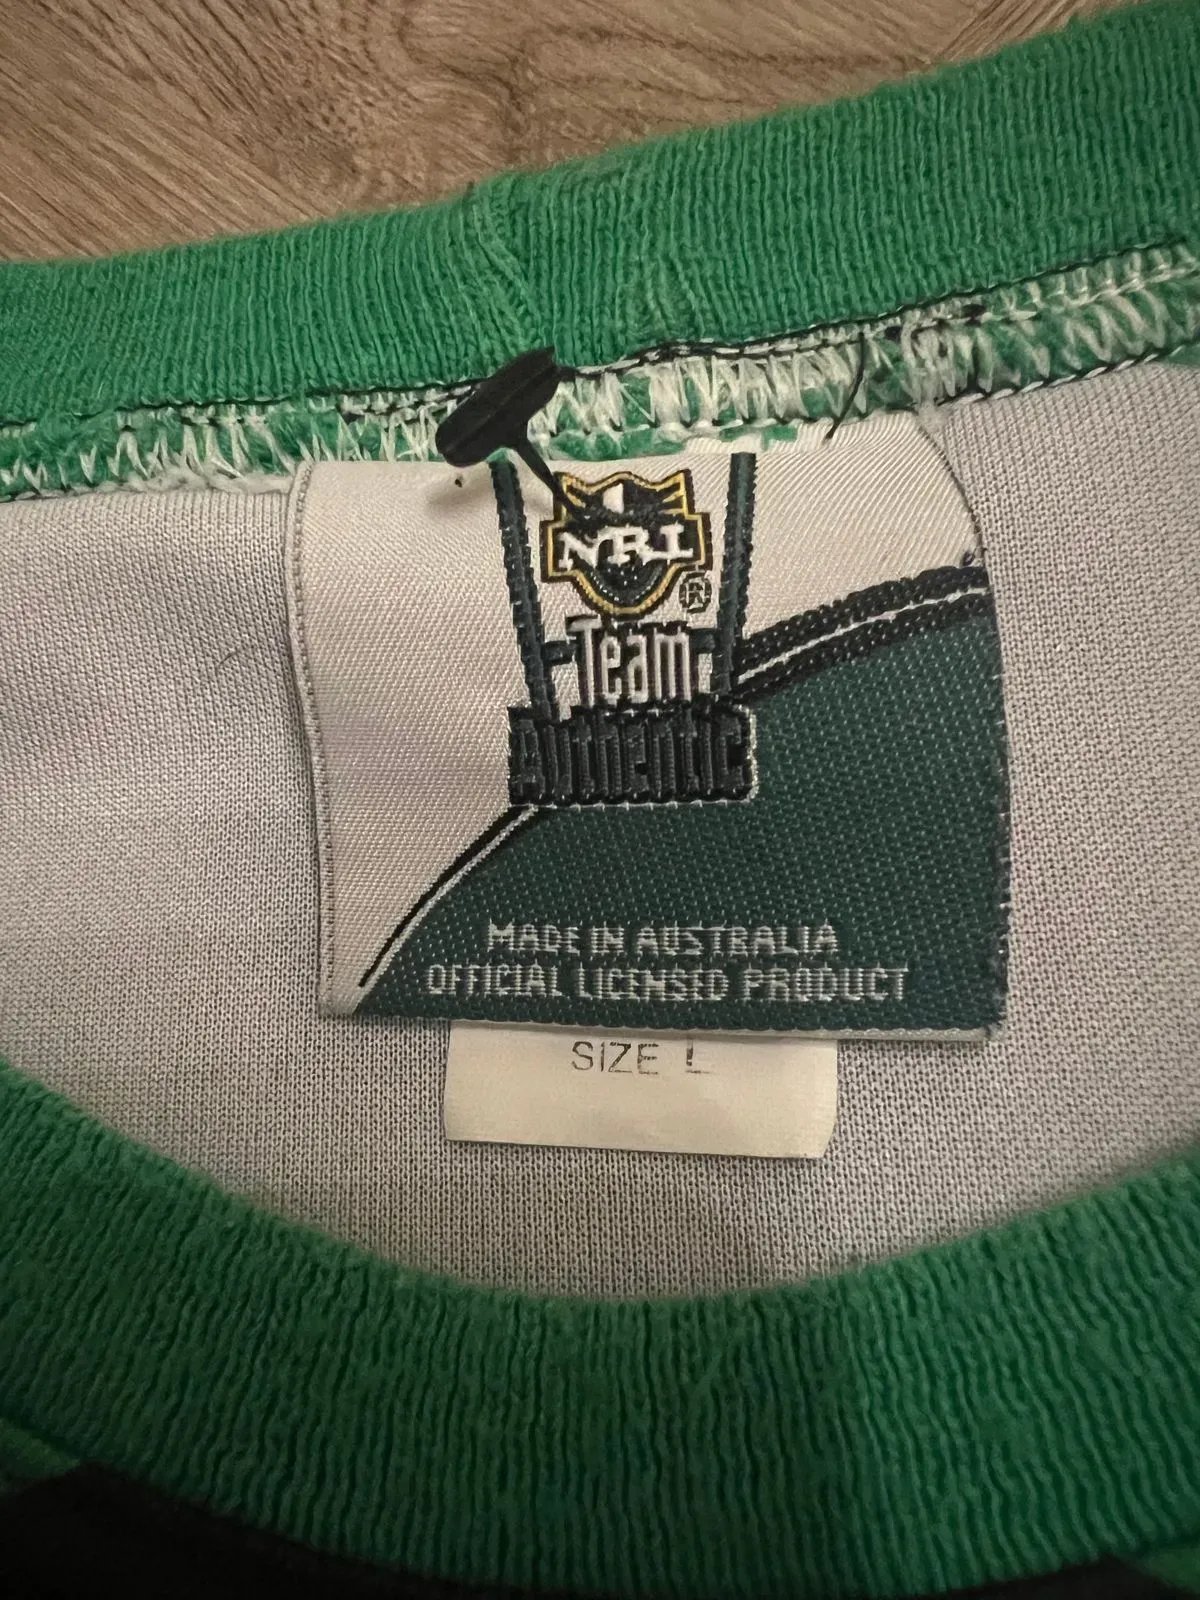 NRL
®
Team
Authentic
MADE IN AUSTRALIA
OFFICIAL LICENSED PRODUCT
SIZE L